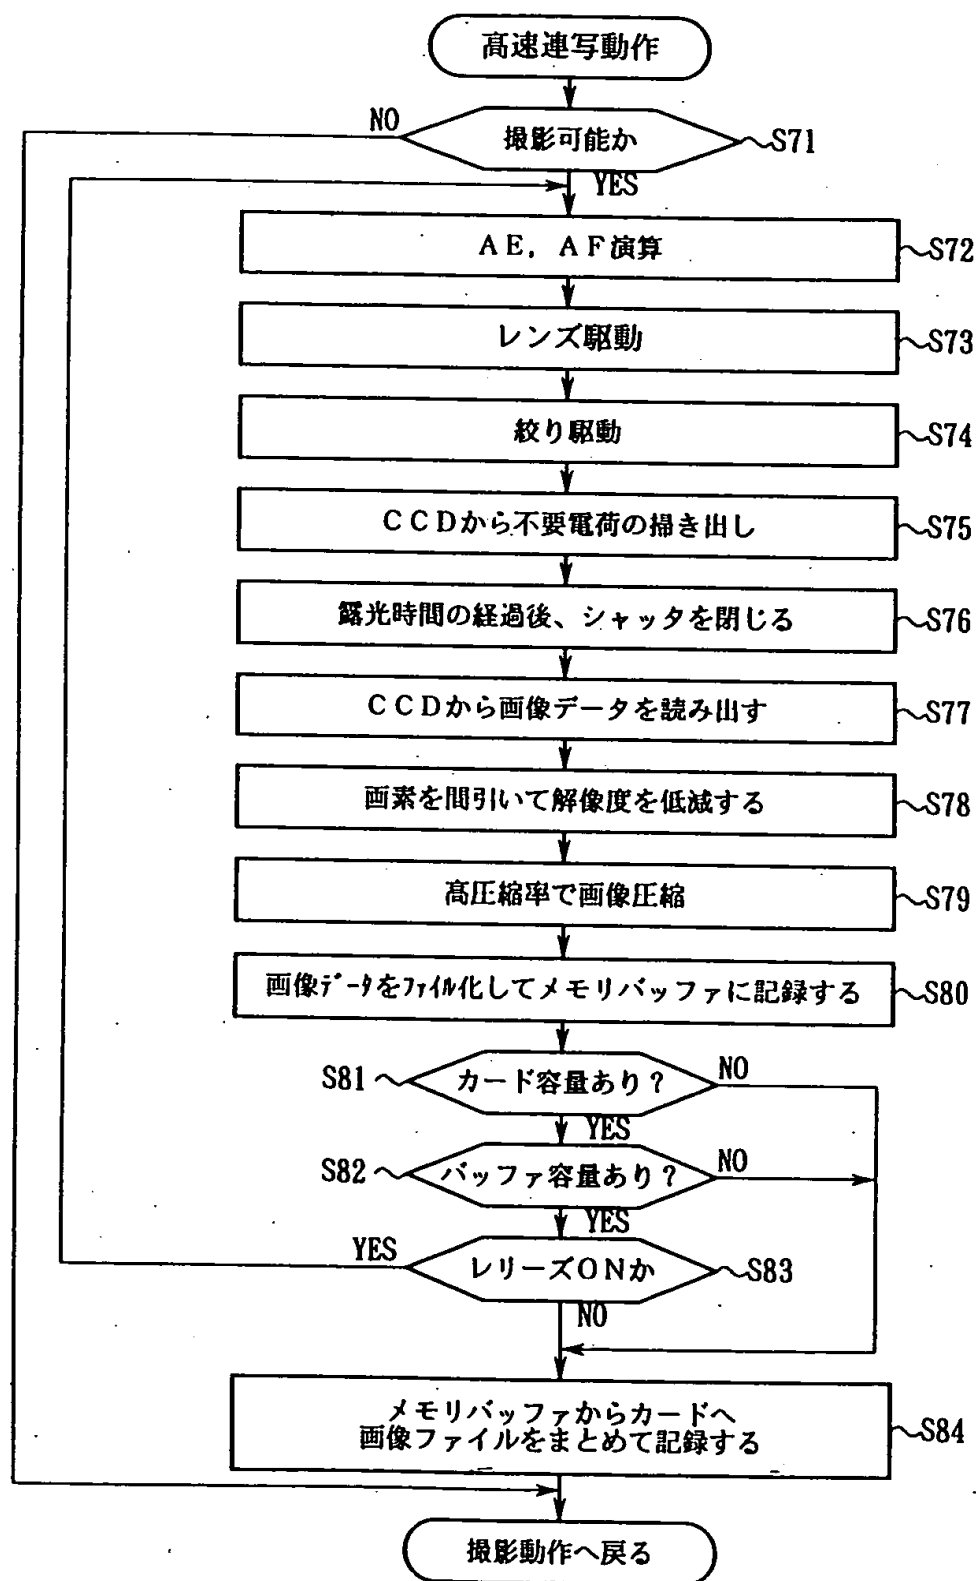 高速連写動作
NO
撮影可能か
S71
YES
ＡＥ，ＡＦ演算
S72
レンズ駆動
S73
絞り駆動
S74
ＣＣＤから不要電荷の掃き出し
S75
露光時間の経過後、シャッタを閉じる
S76
ＣＣＤから画像データを読み出す
S77
画素を間引いて解像度を低減する
S78
高圧縮率で画像圧縮
S79
画像ﾃﾞｰﾀをﾌｧｲﾙ化してメモリバッファに記録する
S80
S81
カード容量あり？
NO
YES
S82
バッファ容量あり？
NO
YES
YES
レリーズＯＮか
S83
NO
メモリバッファからカードへ
画像ファイルをまとめて記録する
S84
撮影動作へ戻る